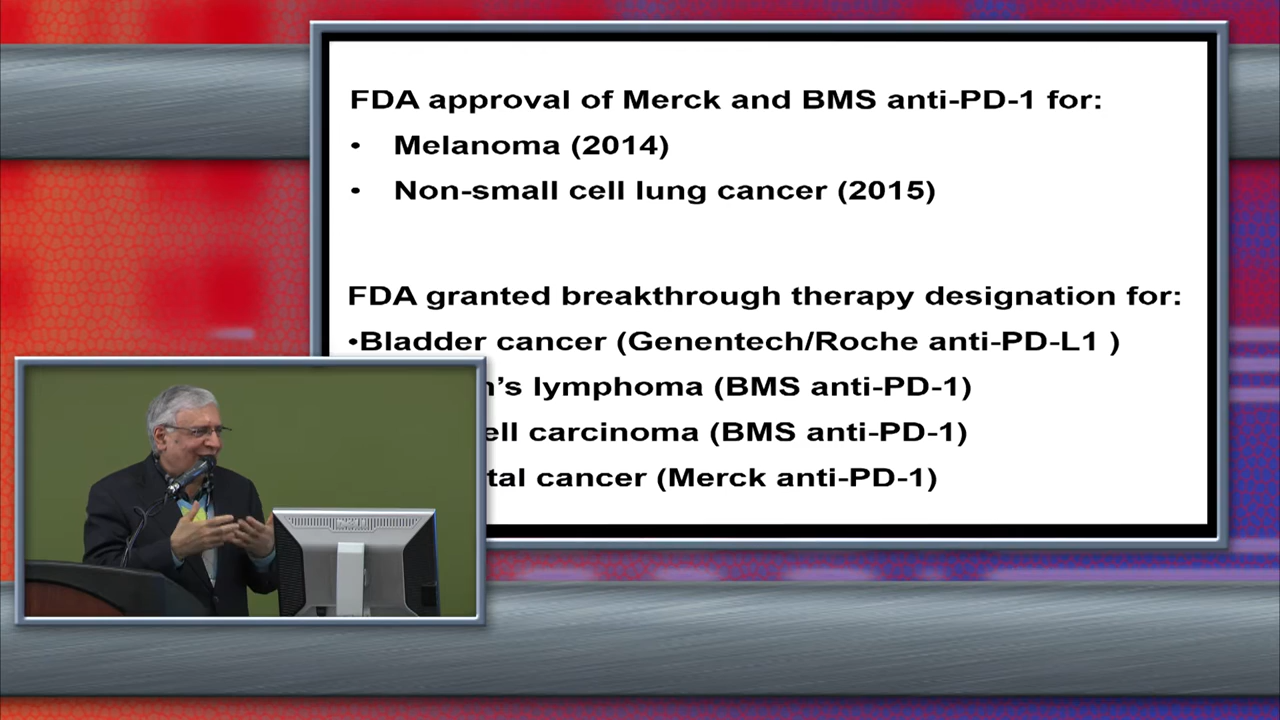 FDA approval of Merck and BMS anti-PD-1 for:
• Melanoma (2014)
• Non-small cell lung cancer (2015)
FDA granted breakthrough therapy designation for:
•Bladder cancer (Genentech/Roche anti-PD-L1 )
lymphoma (BMS anti-PD-1)
carcinoma (BMS anti-PD-1)
cancer (Merck anti-PD-1)